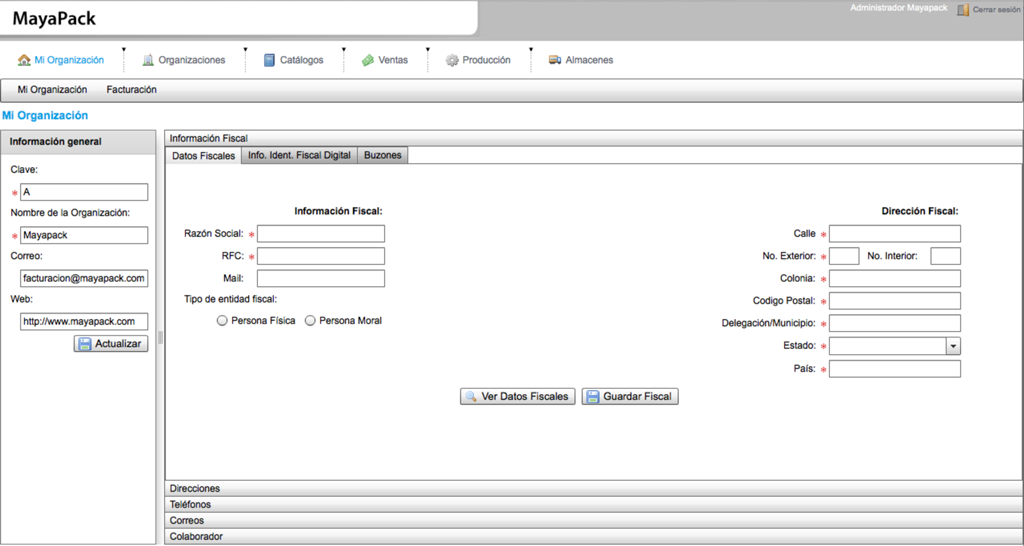 MayaPack
Administrador Mayapack
Cerrar sesión
Mi Organización
Organizaciones
Catálogos
Ventas
Producción
Almacenes
Mi Organización
Facturación
Mi Organización
Información general
Clave:
* A
Nombre de la Organización:
* Mayapack
Correo:
facturacion@mayapack.com
Web:
http://www.mayapack.com
Actualizar
Información Fiscal
Datos Fiscales
Info. Ident. Fiscal Digital
Buzones
Información Fiscal:
Razón Social: *
RFC: *
Mail:
Tipo de entidad fiscal:
Persona Física
Persona Moral
Dirección Fiscal:
Calle *
No. Exterior: * No. Interior:
Colonia: *
Codigo Postal: *
Delegación/Municipio: *
Estado: *
País: *
Ver Datos Fiscales
Guardar Fiscal
Direcciones
Teléfonos
Correos
Colaborador